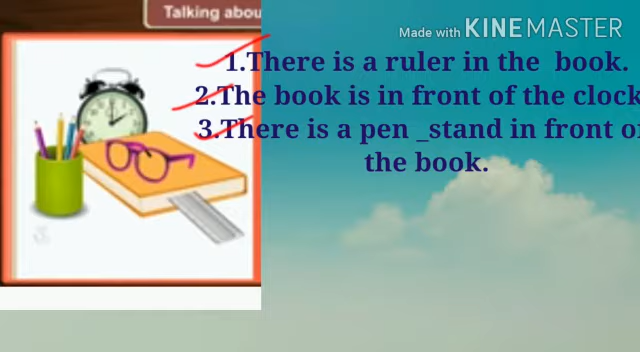 Talking abou
Made with KINEMASTER
1.There is a ruler in the book.
2.The book is in front of the clock
3.There is a pen _stand in front o
the book.